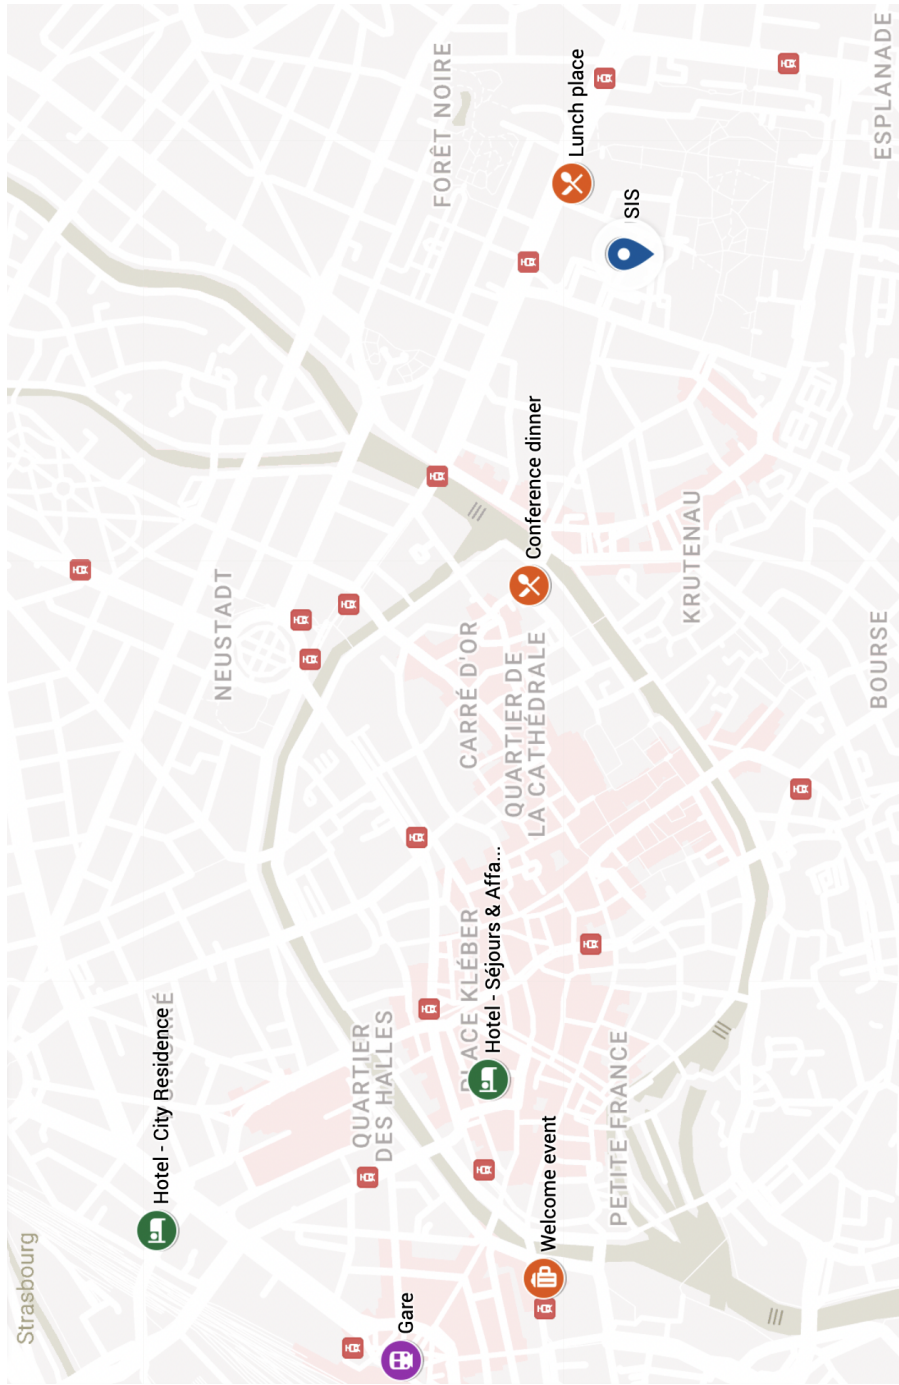 Strasbourg
Hotel - City Residence
Gare
Welcome event
QUARTIER
DES HALLES
PLACE KLÉBER
Hotel - Séjours & Affa...
PETITE FRANCE
NEUSTADT
CARRÉ D'OR
QUARTIER DE
LA CATHÉDRALE
Conference dinner
KRUTENAU
BOURSE
FORÊT NOIRE
Lunch place
ISIS
ESPLANADE